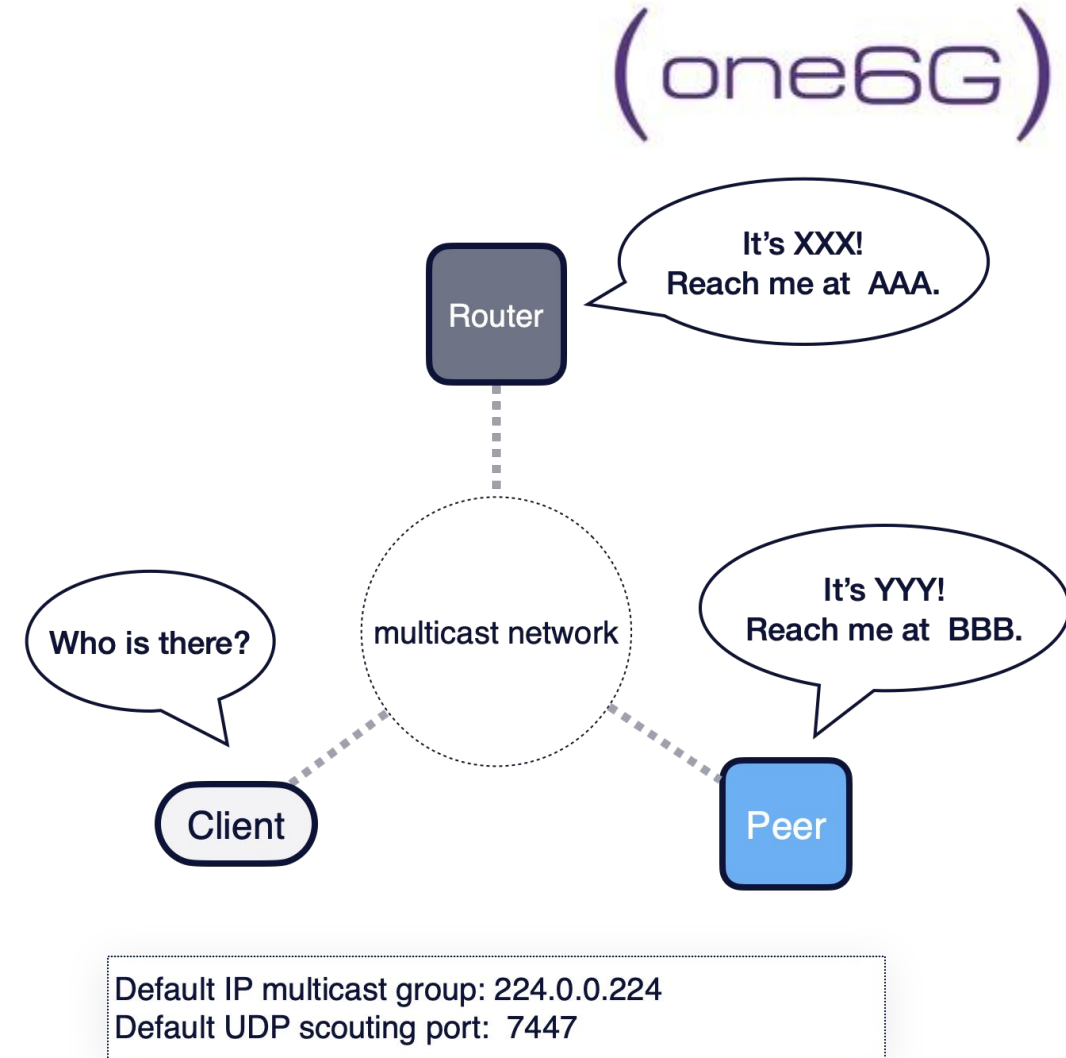 (one6G)
It's XXX!
Reach me at AAA.
Router
multicast network
Who is there?
It's YYY!
Reach me at BBB.
Client
Peer
Default IP multicast group: 224.0.0.224
Default UDP scouting port: 7447